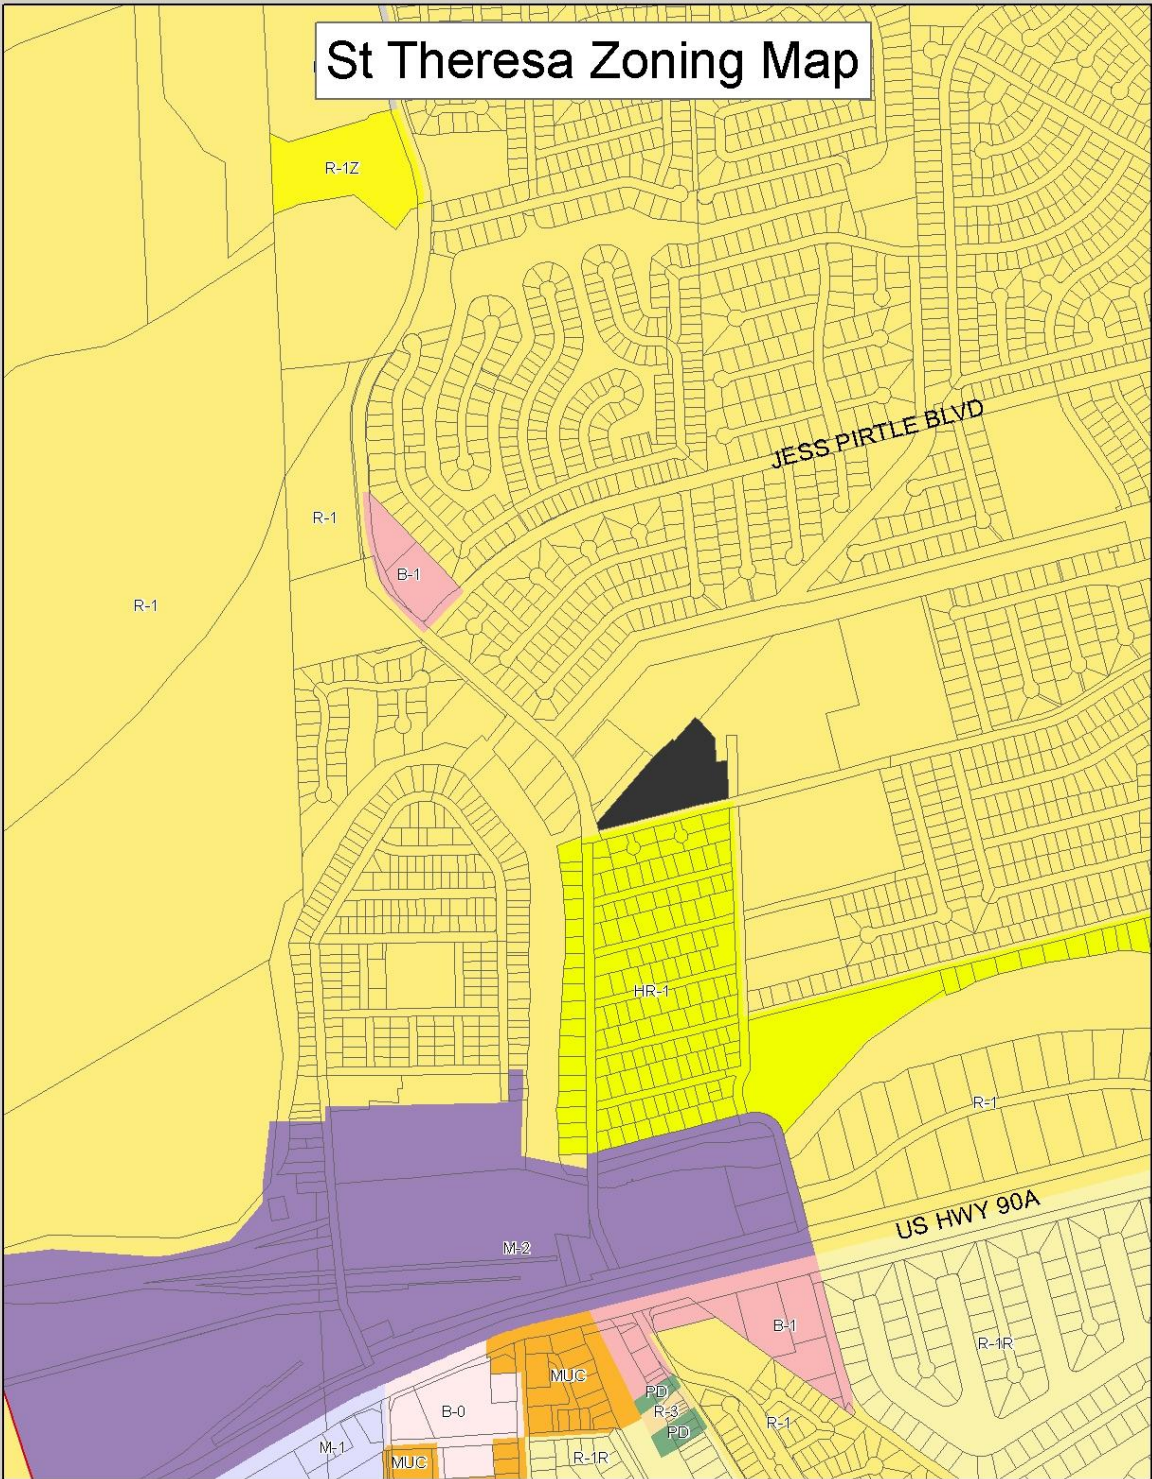 St Theresa Zoning Map
R-1Z
JESS PIRTLE BLVD
R-1
B-1
R-1
HR-1
R-1
US HWY 90A
M-2
B-1
R-1R
MUC
PD
B-0
R-3
R-1
PD
M-1
R-1R
MUC